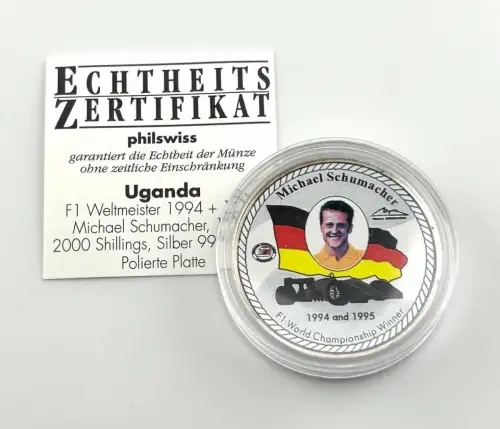 ECHTHEITS
ZERTIFIKAT
philswiss
garantiert die Echtheit der Münze
ohne zeitliche Einschränkung
Uganda
F1 Weltmeister 1994 +
Michael Schumacher,
2000 Shillings, Silber 99
Polierte Platte
Michael Schumacher
1994 and 1995
F1-World Championship Winner